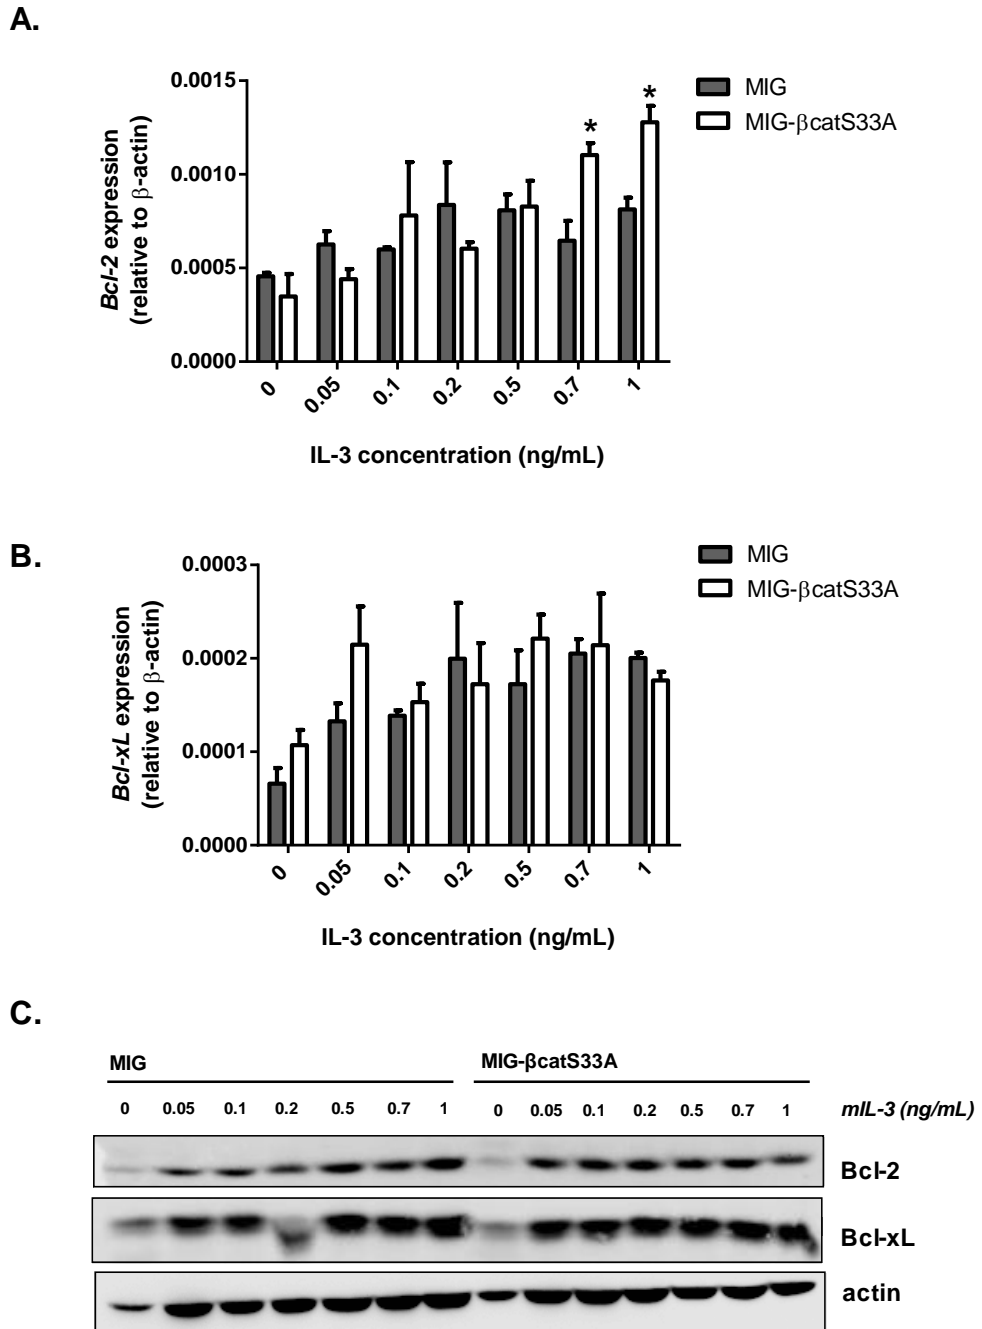 A.
0.0015
0.0010
0.0005
0.0000
Bcl-2 expression
(relative to β-actin)
* *
MIG
MIG-βcatS33A
0 0.05 0.1 0.2 0.5 0.7 1
IL-3 concentration (ng/mL)
B.
0.0003
0.0002
0.0001
0.0000
Bcl-xL expression
(relative to β-actin)
MIG
MIG-βcatS33A
0 0.05 0.1 0.2 0.5 0.7 1
IL-3 concentration (ng/mL)
C.
MIG MIG-βcatS33A
0 0.05 0.1 0.2 0.5 0.7 1 0 0.05 0.1 0.2 0.5 0.7 1 mIL-3 (ng/mL)
Bcl-2
Bcl-xL
actin